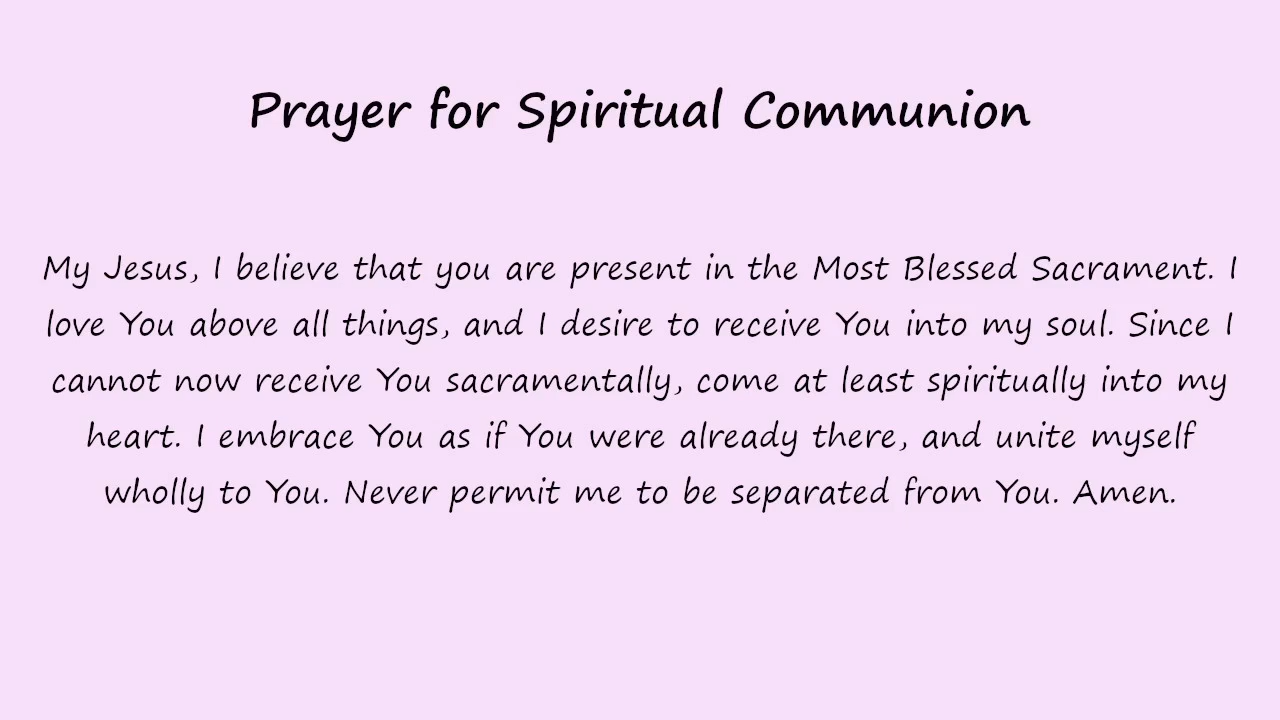 Prayer for Spiritual Communion
My Jesus, I believe that you are present in the Most Blessed Sacrament. I
love You above all things, and I desire to receive You into my soul. Since I
cannot now receive You sacramentally, come at least spiritually into my
heart. I embrace You as if You were already there, and unite myself
wholly to You. Never permit me to be separated from You. Amen.